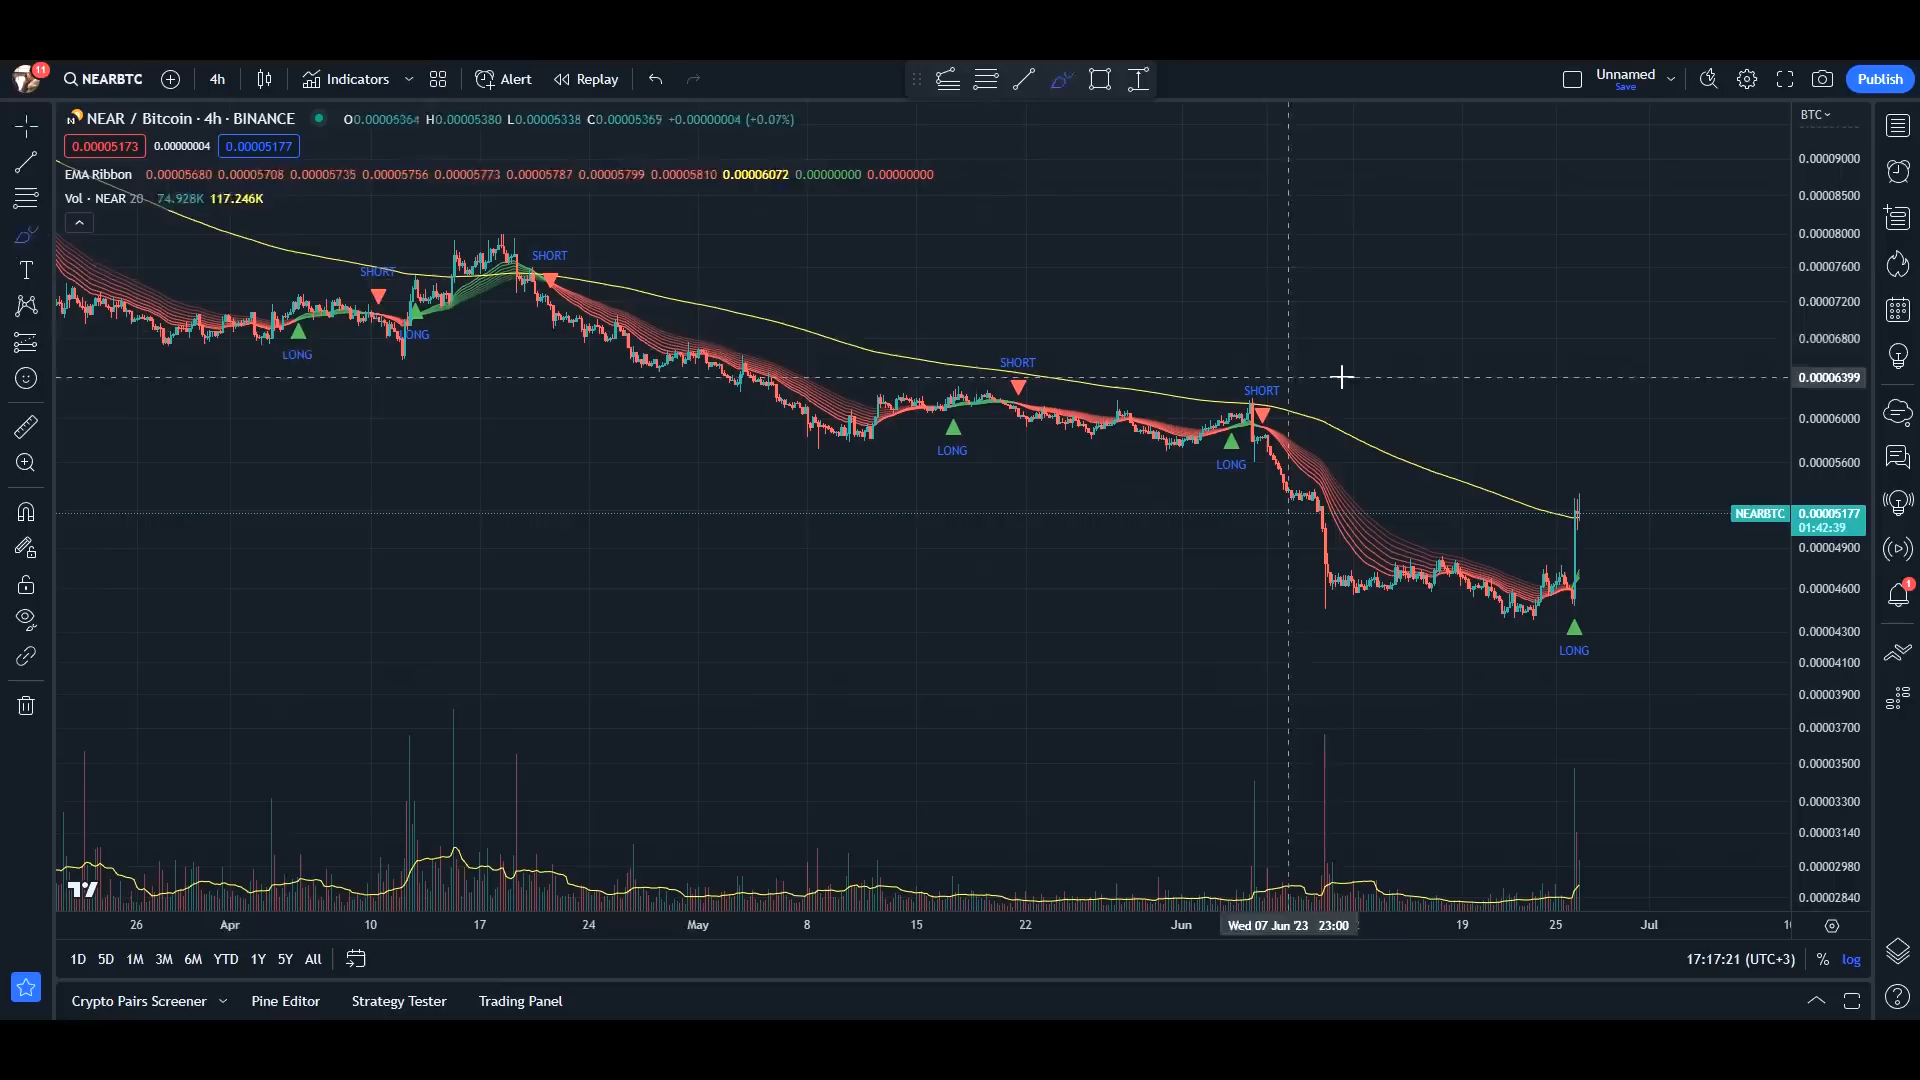 11 NEARBTC 4h Indicators Alert Replay Unnamed Publish
Save
NEAR / Bitcoin · 4h · BINANCE O0.00005364 H0.00005380 L0.00005338 C0.00005369 +0.00000004 (+0.07%) BTC
0.00005173 0.00000004 0.00005177
EMA Ribbon 0.00005680 0.00005708 0.00005735 0.00005756 0.00005773 0.00005787 0.00005799 0.00005810 0.00006072 0.00000000 0.00000000
Vol · NEAR 20 74.928K 117.246K
0.00009000
0.00008500
0.00008000
SHORT
0.00007600
SHORT
0.00007200
LONG
0.00006800
LONG
SHORT
0.00006399
SHORT
0.00006000
LONG
LONG
0.00005600
NEARBTC 0.00005177
01:42:39
0.00004900
0.00004600
0.00004300
LONG
0.00004100
0.00003900
0.00003700
0.00003500
0.00003300
0.00003140
0.00002980
0.00002840
26 Apr 10 17 24 May 8 15 22 Jun Wed 07 Jun '23 23:00 19 25 Jul
1D 5D 1M 3M 6M YTD 1Y 5Y All 17:17:21 (UTC+3) % log
Crypto Pairs Screener Pine Editor Strategy Tester Trading Panel
1